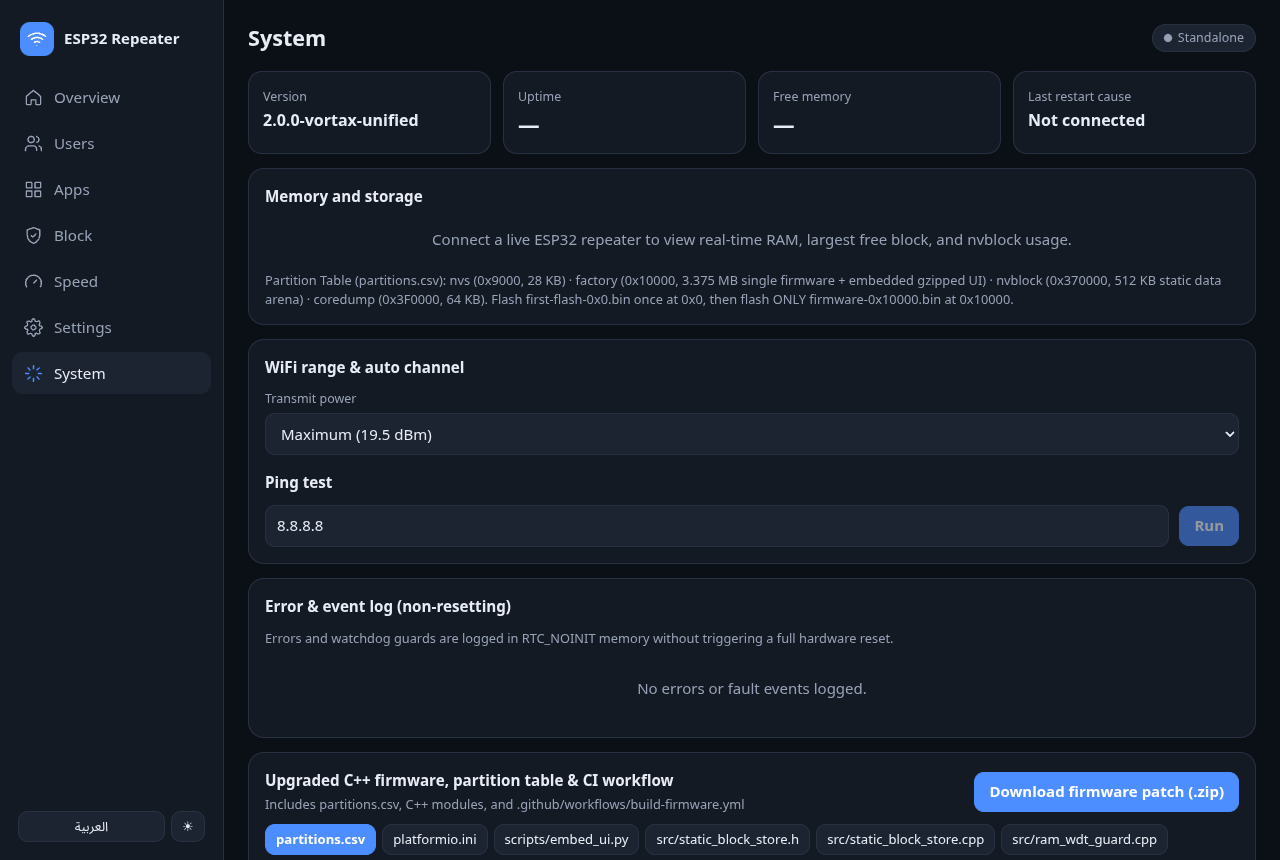 ESP32 Repeater
Overview
Users
Apps
Block
Speed
Settings
System
العربية
System
Standalone
Version
2.0.0-vortax-unified
Uptime
—
Free memory
—
Last restart cause
Not connected
Memory and storage
Connect a live ESP32 repeater to view real-time RAM, largest free block, and nvblock usage.
Partition Table (partitions.csv): nvs (0x9000, 28 KB) · factory (0x10000, 3.375 MB single firmware + embedded gzipped UI) · nvblock (0x370000, 512 KB static data
arena) · coredump (0x3F0000, 64 KB). Flash first-flash-0x0.bin once at 0x0, then flash ONLY firmware-0x10000.bin at 0x10000.
WiFi range & auto channel
Transmit power
Maximum (19.5 dBm)
Ping test
8.8.8.8
Run
Error & event log (non-resetting)
Errors and watchdog guards are logged in RTC_NOINIT memory without triggering a full hardware reset.
No errors or fault events logged.
Upgraded C++ firmware, partition table & CI workflow
Includes partitions.csv, C++ modules, and .github/workflows/build-firmware.yml
Download firmware patch (.zip)
partitions.csv
platformio.ini
scripts/embed_ui.py
src/static_block_store.h
src/static_block_store.cpp
src/ram_wdt_guard.cpp